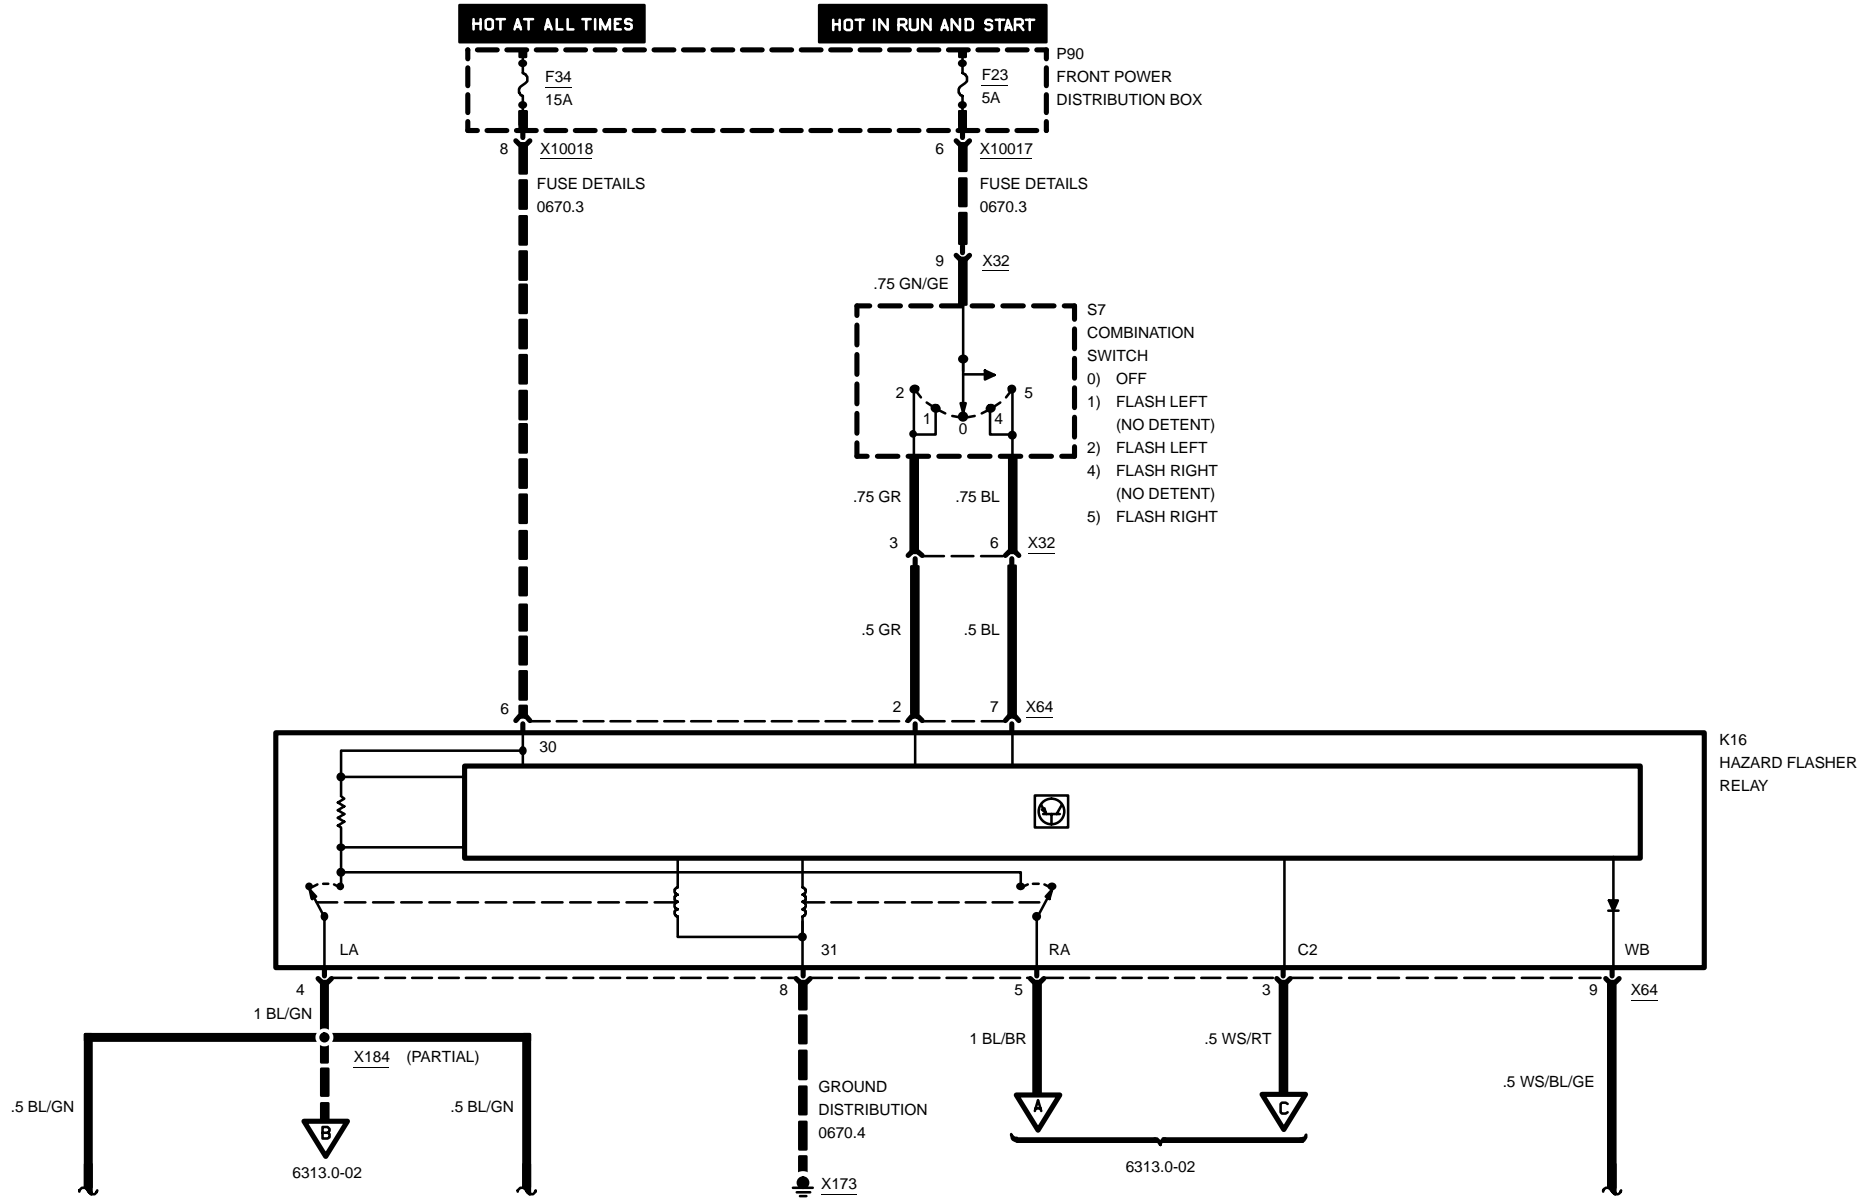 HOT AT ALL TIMES
HOT IN RUN AND START
P90
FRONT POWER
DISTRIBUTION BOX
F34
15A
F23
5A
8
X10018
6
X10017
FUSE DETAILS
0670.3
FUSE DETAILS
0670.3
9
X32
.75 GN/GE
S7
COMBINATION
SWITCH
0) OFF
1) FLASH LEFT
(NO DETENT)
2) FLASH LEFT
4) FLASH RIGHT
(NO DETENT)
5) FLASH RIGHT
2
1
0
4
5
.75 GR
.75 BL
3
6
X32
.5 GR
.5 BL
6
2
7
X64
30
K16
HAZARD FLASHER
RELAY
LA
31
RA
C2
WB
4
8
5
3
9
X64
1 BL/GN
X184 (PARTIAL)
1 BL/BR
.5 WS/RT
.5 WS/BL/GE
.5 BL/GN
.5 BL/GN
GROUND
DISTRIBUTION
0670.4
A
C
B
6313.0-02
6313.0-02
X173